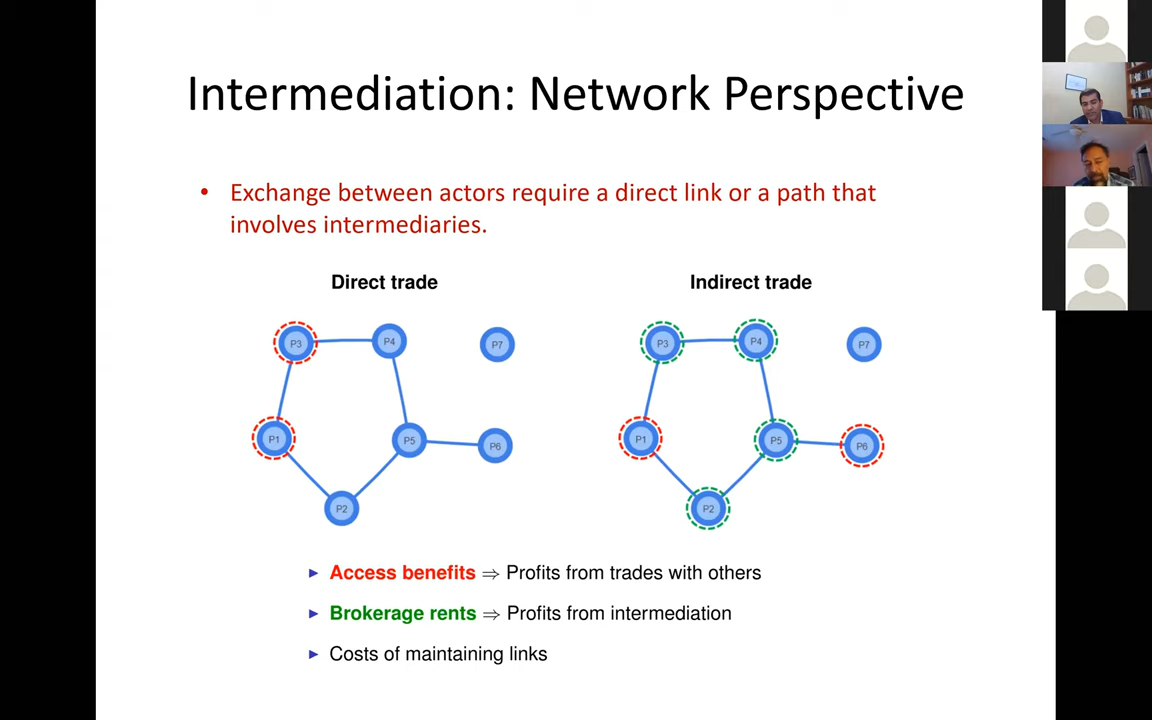 Intermediation: Network Perspective
• Exchange between actors require a direct link or a path that
involves intermediaries.
Direct trade
Indirect trade
P3
P4
P7
P1
P5
P6
P2
P3
P4
P7
P1
P5
P6
P2
► Access benefits ⇒ Profits from trades with others
► Brokerage rents ⇒ Profits from intermediation
► Costs of maintaining links